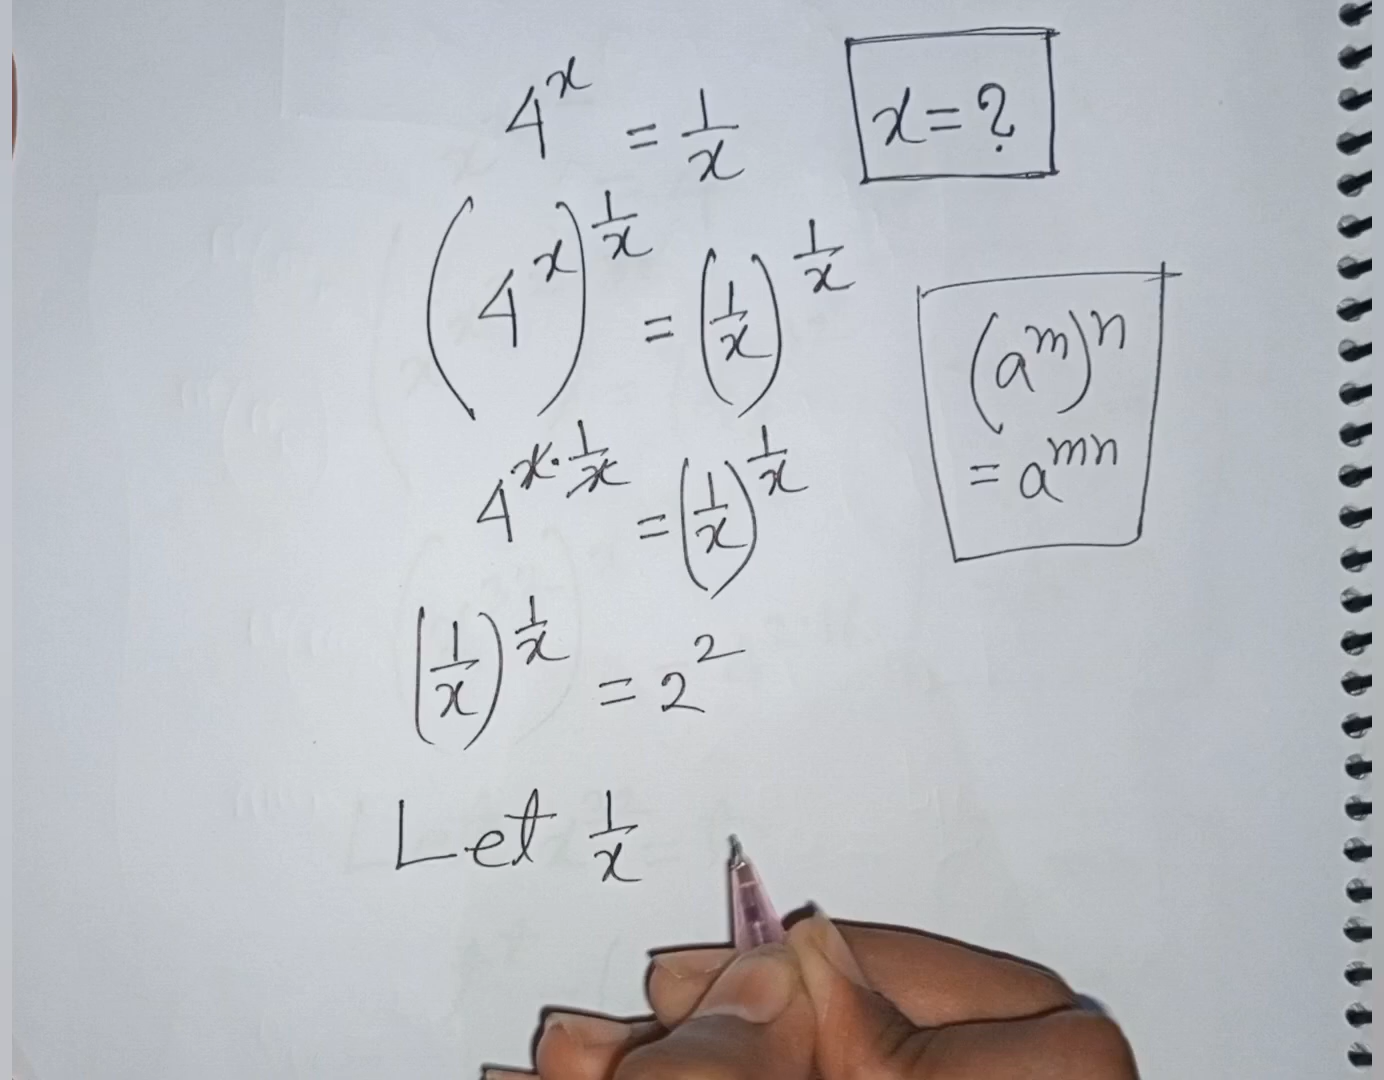 4^x = 1/x
x = ?
(4^x)^(1/x) = (1/x)^(1/x)
4^(x·1/x) = (1/x)^(1/x)
(1/x)^(1/x) = 2^2
Let 1/x
(a^m)^n
= a^(mn)